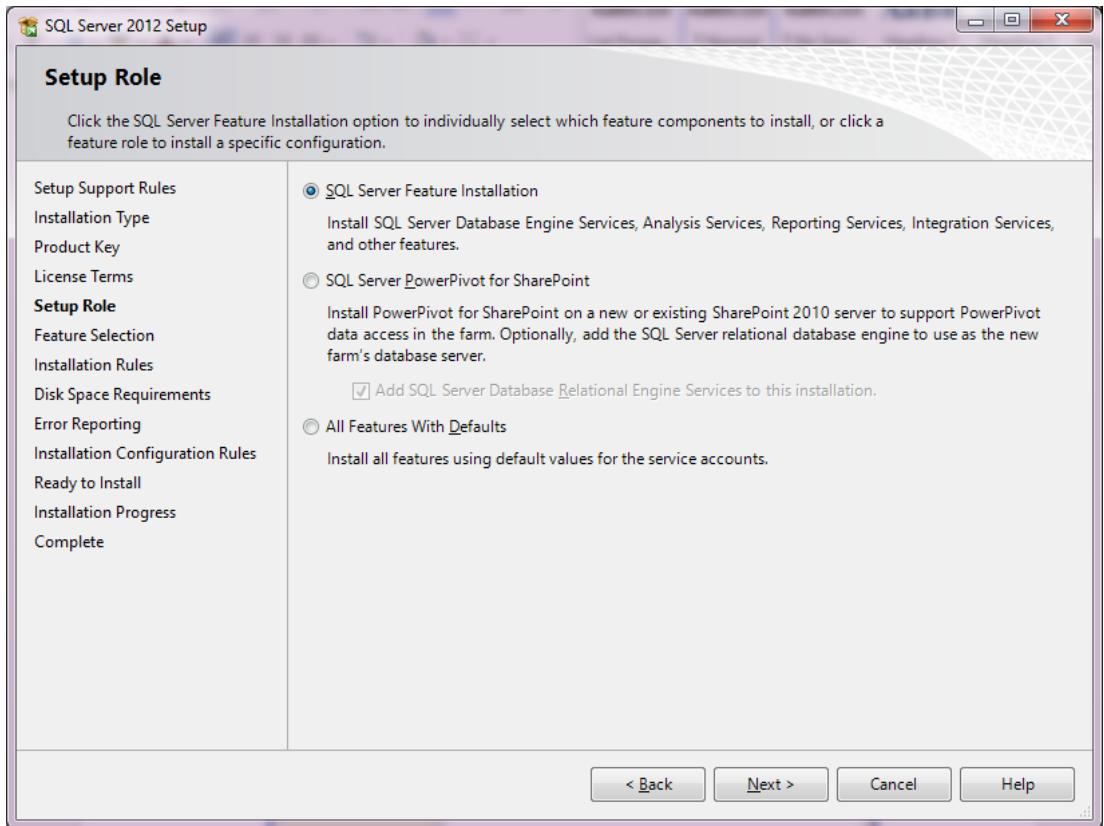 SQL Server 2012 Setup
Setup Role
Click the SQL Server Feature Installation option to individually select which feature components to install, or click a
feature role to install a specific configuration.
Setup Support Rules
Installation Type
Product Key
License Terms
Setup Role
Feature Selection
Installation Rules
Disk Space Requirements
Error Reporting
Installation Configuration Rules
Ready to Install
Installation Progress
Complete
SQL Server Feature Installation
Install SQL Server Database Engine Services, Analysis Services, Reporting Services, Integration Services,
and other features.
SQL Server PowerPivot for SharePoint
Install PowerPivot for SharePoint on a new or existing SharePoint 2010 server to support PowerPivot
data access in the farm. Optionally, add the SQL Server relational database engine to use as the new
farm's database server.
Add SQL Server Database Relational Engine Services to this installation.
All Features With Defaults
Install all features using default values for the service accounts.
< Back Next > Cancel Help